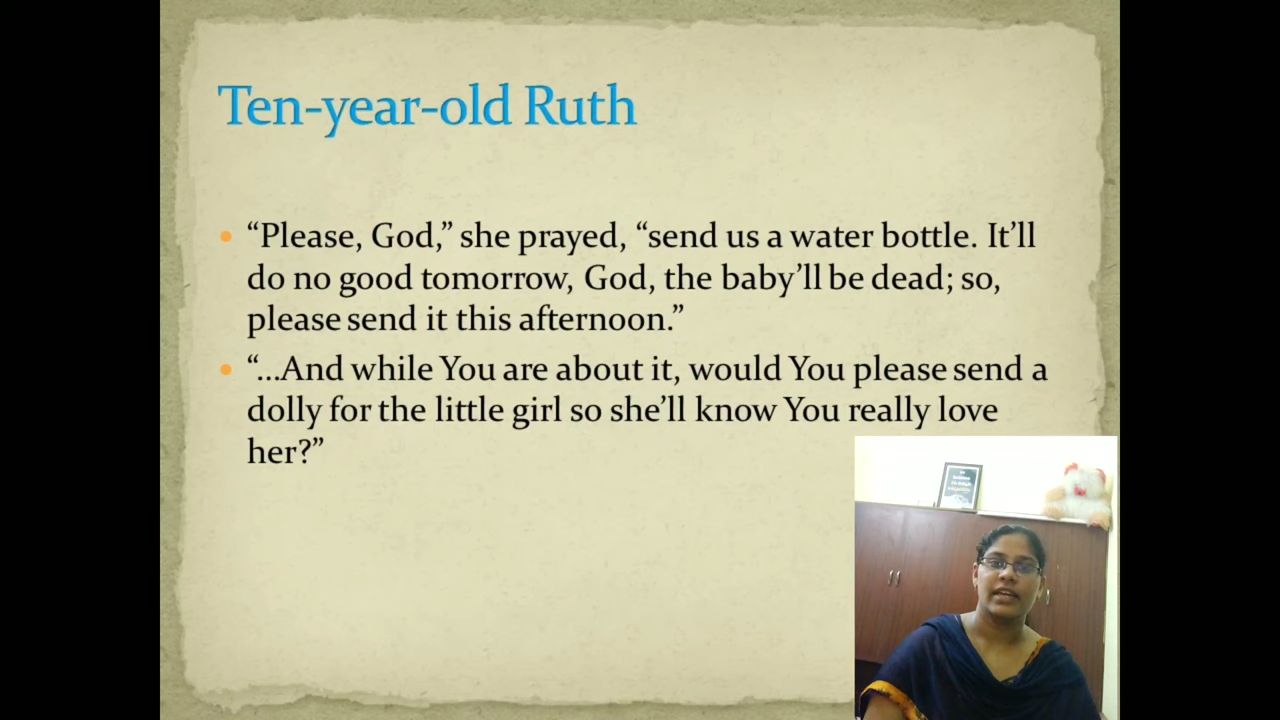 Ten-year-old Ruth
“Please, God,” she prayed, “send us a water bottle. It’ll
do no good tomorrow, God, the baby’ll be dead; so,
please send it this afternoon.”
“...And while You are about it, would You please send a
dolly for the little girl so she’ll know You really love
her?”